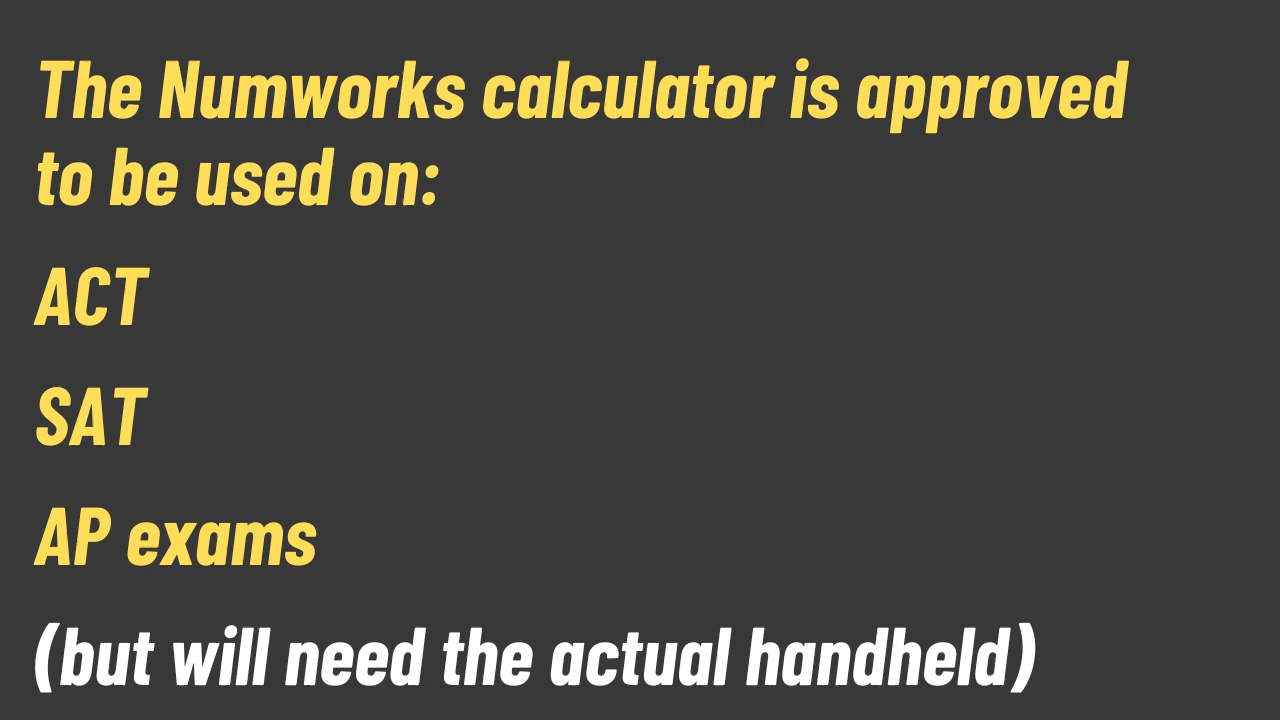 The Numworks calculator is approved
to be used on:
ACT
SAT
AP exams
(but will need the actual handheld)